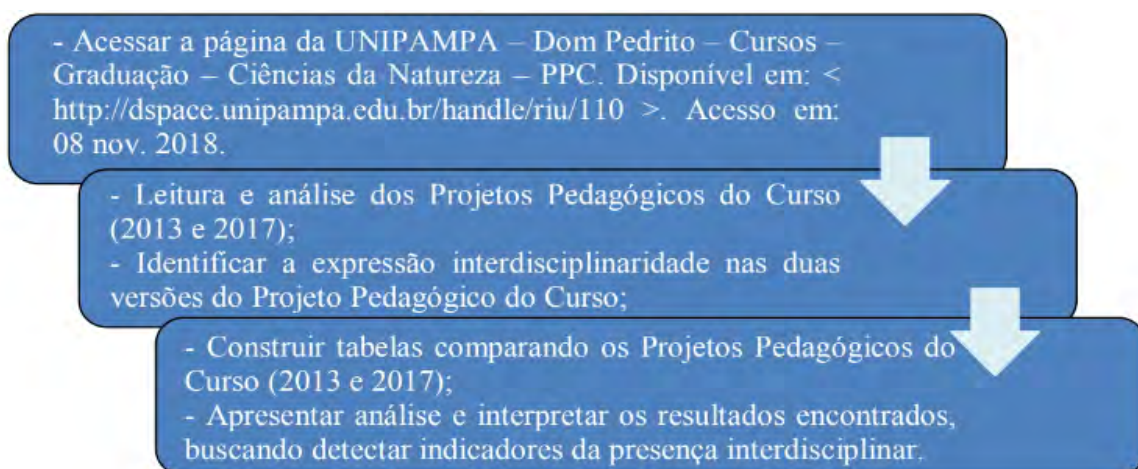 - Acessar a página da UNIPAMPA – Dom Pedrito – Cursos –
Graduação – Ciências da Natureza – PPC. Disponível em: <
http://dspace.unipampa.edu.br/handle/riu/110 >. Acesso em:
08 nov. 2018.
- Leitura e análise dos Projetos Pedagógicos do Curso
(2013 e 2017);
- Identificar a expressão interdisciplinaridade nas duas
versões do Projeto Pedagógico do Curso;
- Construir tabelas comparando os Projetos Pedagógicos do
Curso (2013 e 2017);
- Apresentar análise e interpretar os resultados encontrados,
buscando detectar indicadores da presença interdisciplinar.